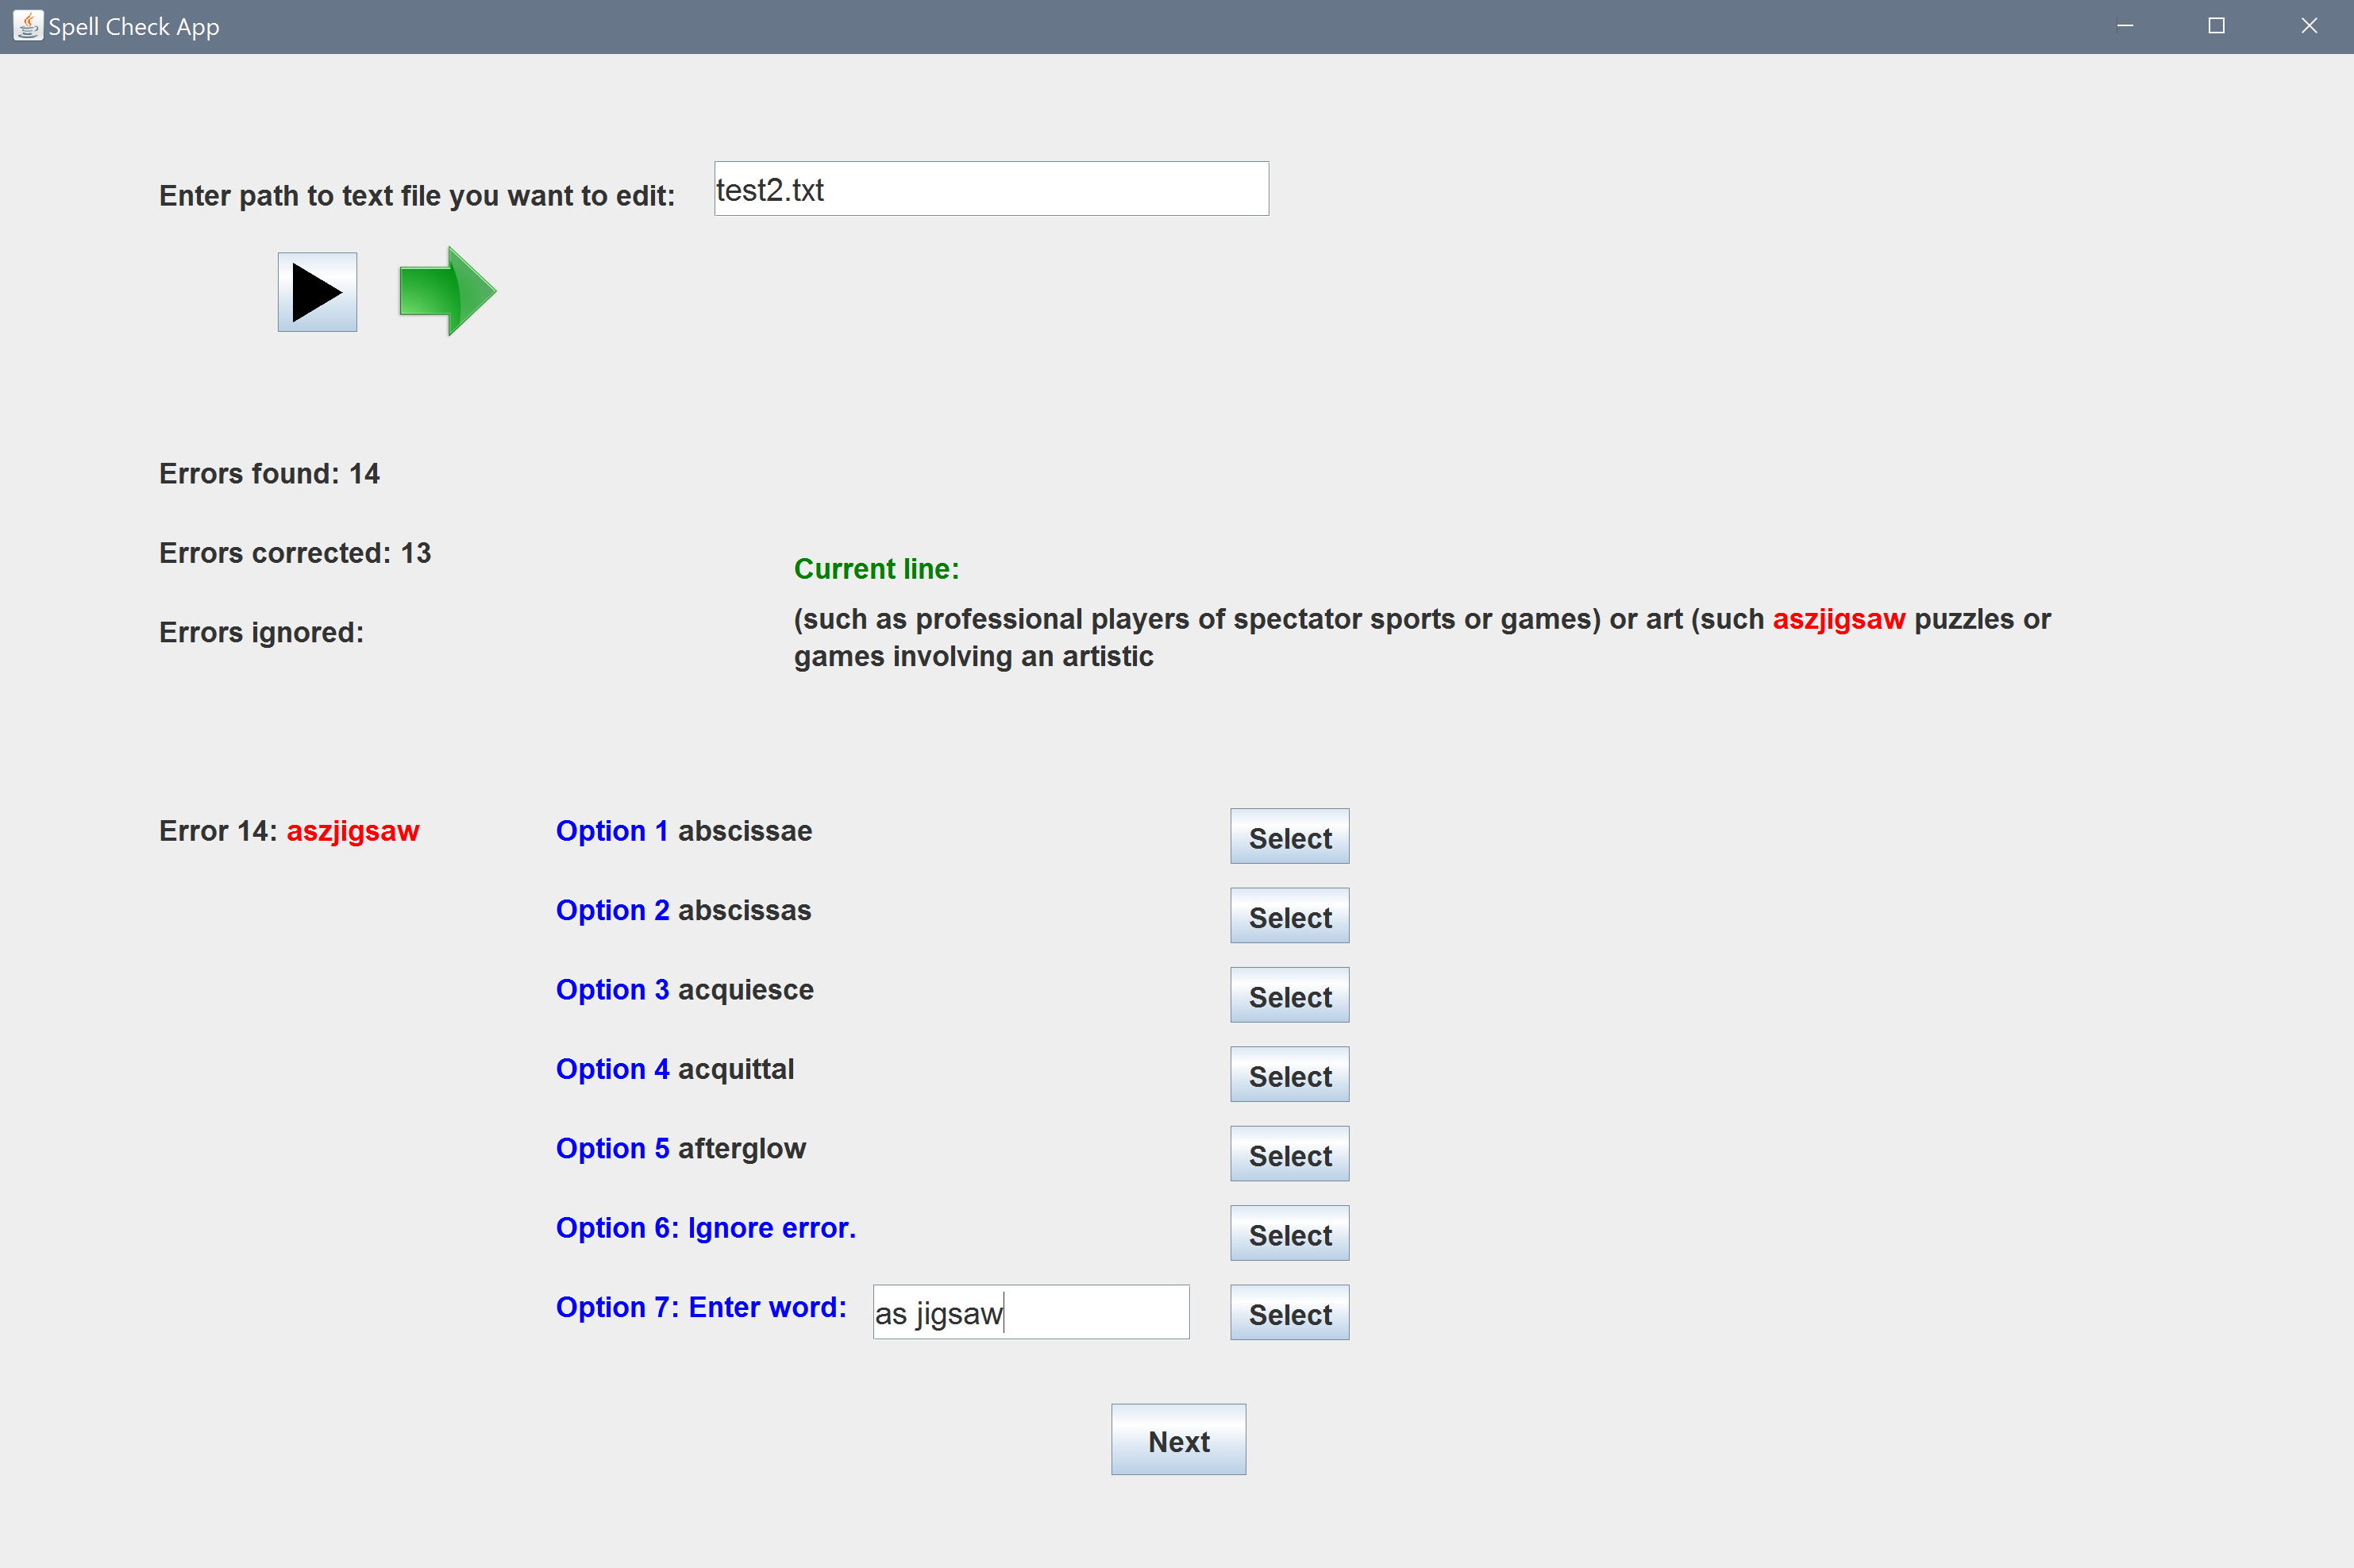 Spell Check App
Enter path to text file you want to edit: test2.txt
Errors found: 14
Errors corrected: 13
Errors ignored:
Current line:
(such as professional players of spectator sports or games) or art (such aszjigsaw puzzles or
games involving an artistic
Error 14: aszjigsaw
Option 1 abscissae Select
Option 2 abscissas Select
Option 3 acquiesce Select
Option 4 acquittal Select
Option 5 afterglow Select
Option 6: Ignore error. Select
Option 7: Enter word: as jigsaw Select
Next